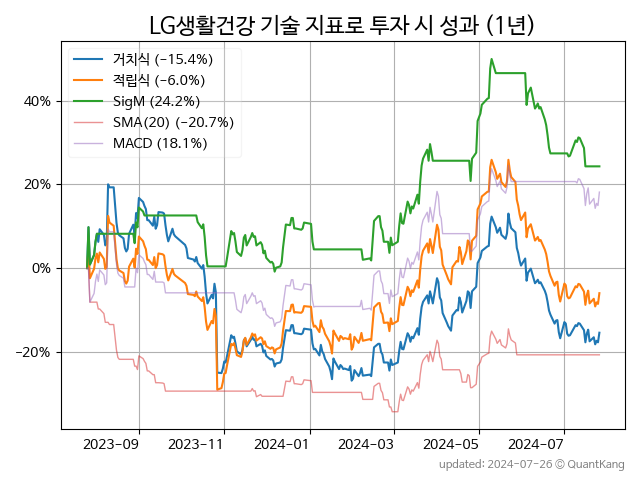 LG생활건강 기술 지표로 투자 시 성과 (1년)
거치식 (−15.4%)
적립식 (−6.0%)
SigM (24.2%)
SMA(20) (−20.7%)
MACD (18.1%)
40%
20%
0%
−20%
2023−09 2023−11 2024−01 2024−03 2024−05 2024−07
updated: 2024−07−26 © QuantKang